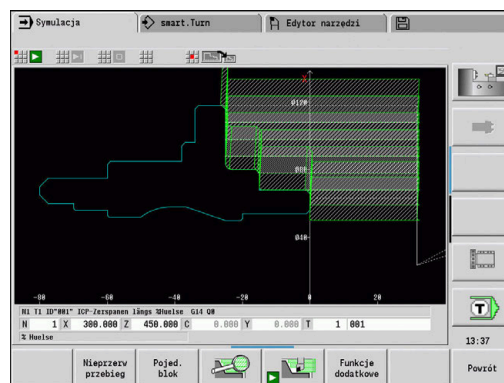 Symulacja smart.Turn Edytor narzędzi
X
Ø120
Ø80
Ø40
-80 -60 -40 -20 0 20
N1 T1 ID"001" ICP-Zerspanen längs %Huelse G14 Q0
N 1 X 300.000 Z 450.000 C 0.000 Y 0.000 T 1 001
% Huelse
T
13:37
Nieprzerw przebieg
Pojed. blok
Funkcje dodatkowe
Powrót